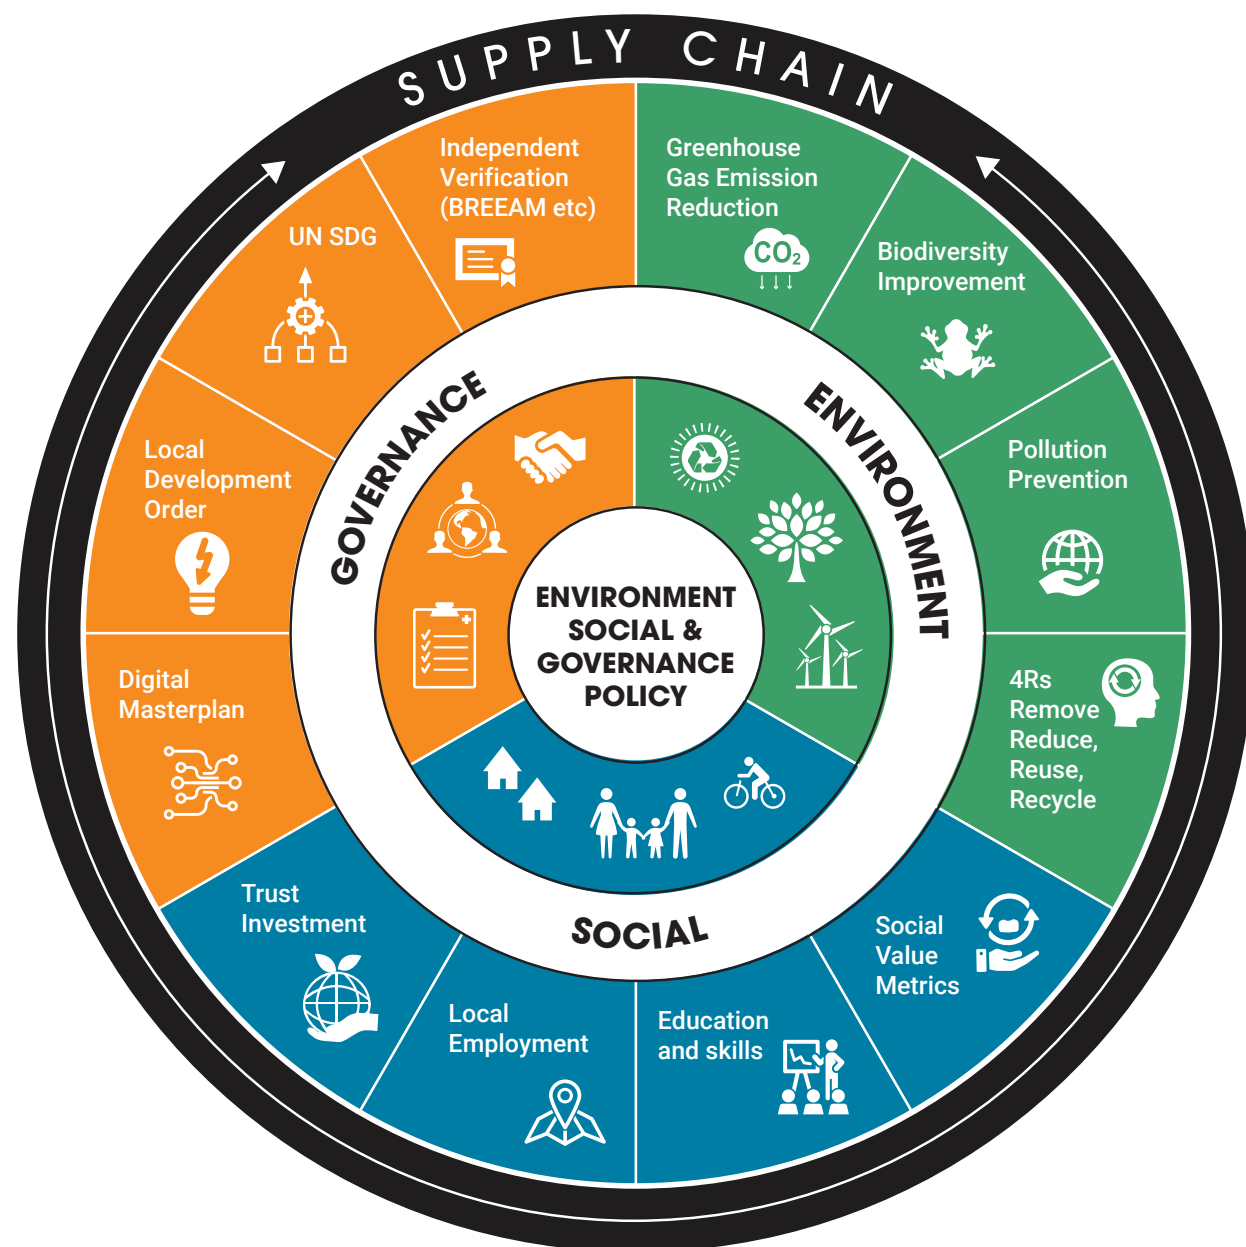 SUPPLY CHAIN
Independent
Verification
(BREEAM etc)
Greenhouse
Gas Emission
Reduction
CO₂
UN SDG
Biodiversity
Improvement
GOVERNANCE
ENVIRONMENT
Local
Development
Order
Pollution
Prevention
ENVIRONMENT
SOCIAL &
GOVERNANCE
POLICY
Digital
Masterplan
4Rs
Remove
Reduce,
Reuse,
Recycle
Trust
Investment
SOCIAL
Social
Value
Metrics
Local
Employment
Education
and skills